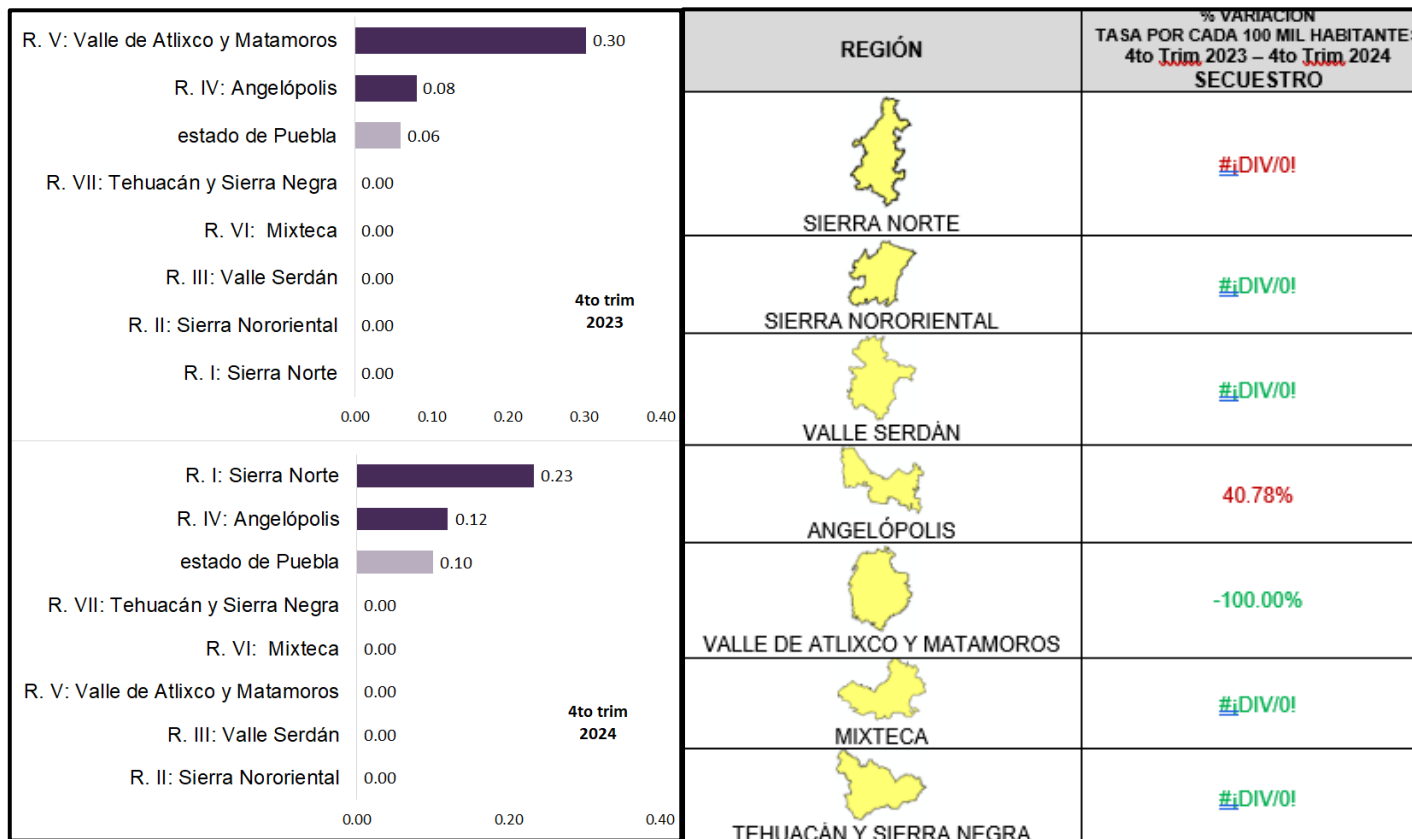 R. V: Valle de Atlixco y Matamoros 0.30
R. IV: Angelópolis 0.08
estado de Puebla 0.06
R. VII: Tehuacán y Sierra Negra 0.00
R. VI:  Mixteca 0.00
R. III: Valle Serdán 0.00
R. II: Sierra Nororiental 0.00
R. I: Sierra Norte 0.00
4to trim
2023
0.00 0.10 0.20 0.30 0.40
R. I: Sierra Norte 0.23
R. IV: Angelópolis 0.12
estado de Puebla 0.10
R. VII: Tehuacán y Sierra Negra 0.00
R. VI:  Mixteca 0.00
R. V: Valle de Atlixco y Matamoros 0.00
R. III: Valle Serdán 0.00
R. II: Sierra Nororiental 0.00
4to trim
2024
0.00 0.20 0.40
REGIÓN
% VARIACIÓN
TASA POR CADA 100 MIL HABITANTES
4to Trim 2023 – 4to Trim 2024
SECUESTRO
SIERRA NORTE
#¡DIV/0!
SIERRA NORORIENTAL
#¡DIV/0!
VALLE SERDÁN
#¡DIV/0!
ANGELÓPOLIS
40.78%
VALLE DE ATLIXCO Y MATAMOROS
-100.00%
MIXTECA
#¡DIV/0!
TEHUACÁN Y SIERRA NEGRA
#¡DIV/0!